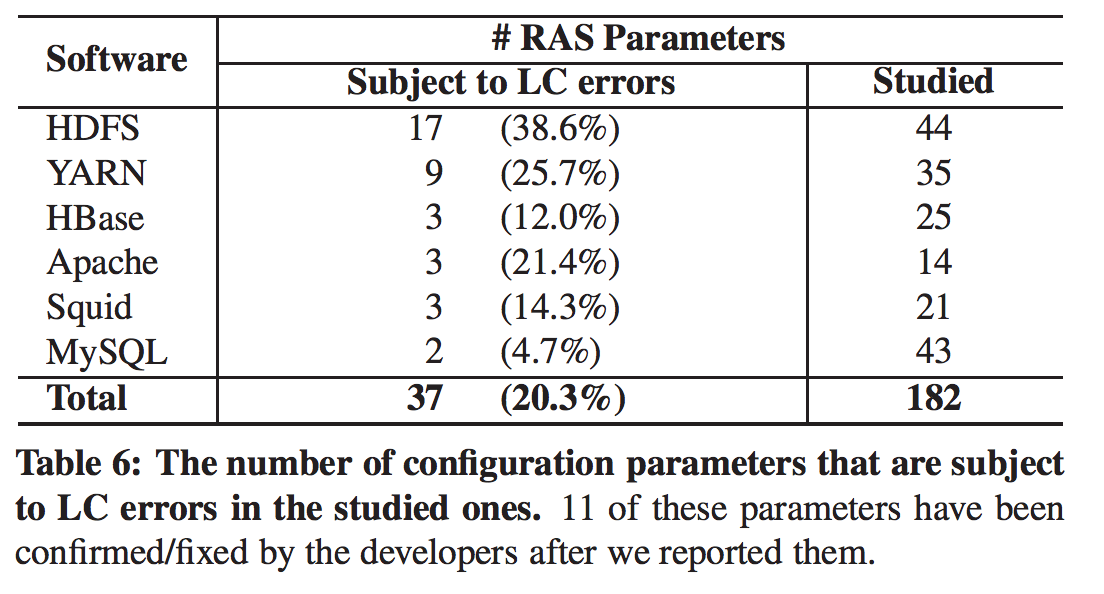 # RAS Parameters
Software
Subject to LC errors Studied
HDFS 17 (38.6%) 44
YARN 9 (25.7%) 35
HBase 3 (12.0%) 25
Apache 3 (21.4%) 14
Squid 3 (14.3%) 21
MySQL 2 (4.7%) 43
Total 37 (20.3%) 182
Table 6: The number of configuration parameters that are subject
to LC errors in the studied ones. 11 of these parameters have been
confirmed/fixed by the developers after we reported them.